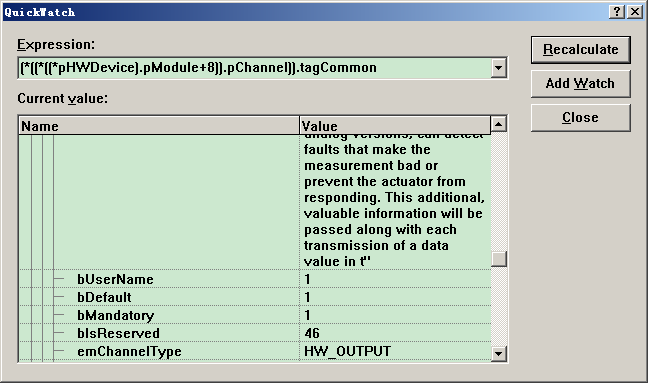 QuickWatch
Expression:
Recalculate
(*((*((*pHWDevice).pModule+8)).pChannel)).tagCommon
Add Watch
Current value:
Close
Name Value
analog versions, can detect
faults that make the
measurement bad or
prevent the actuator from
responding. This additional,
valuable information will be
passed along with each
transmission of a data
value in t"
bUserName 1
bDefault 1
bMandatory 1
bIsReserved 46
emChannelType HW_OUTPUT